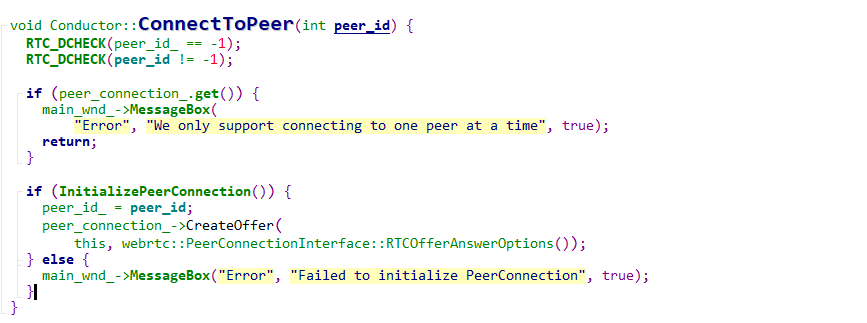 void Conductor::ConnectToPeer(int peer_id) {
  RTC_DCHECK(peer_id_ == -1);
  RTC_DCHECK(peer_id != -1);

  if (peer_connection_.get()) {
    main_wnd_->MessageBox(
        "Error", "We only support connecting to one peer at a time", true);
    return;
  }

  if (InitializePeerConnection()) {
    peer_id_ = peer_id;
    peer_connection_->CreateOffer(
        this, webrtc::PeerConnectionInterface::RTCOfferAnswerOptions());
  } else {
    main_wnd_->MessageBox("Error", "Failed to initialize PeerConnection", true);
  }
}